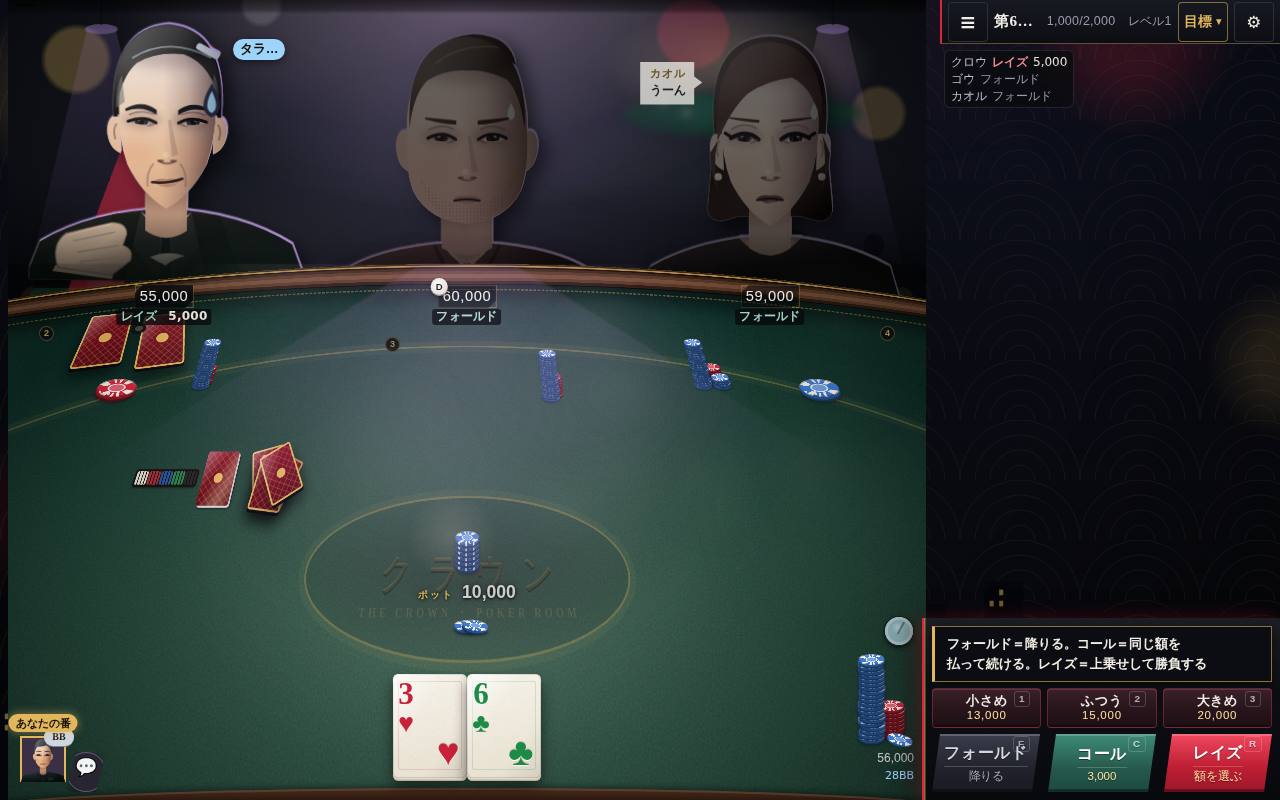 第6… 1,000/2,000 レベル1 目標 ▾
タラ…
カオル
うーん
クロウ レイズ 5,000
ゴウ フォールド
カオル フォールド
55,000
レイズ 5,000
D
60,000
フォールド
59,000
フォールド
2
3
4
クラウン
ポット 10,000
THE CROWN • POKER ROOM
3
6
あなたの番
BB
56,000
28BB
フォールド＝降りる。コール＝同じ額を
払って続ける。レイズ＝上乗せして勝負する
小さめ 1
13,000
ふつう 2
15,000
大きめ 3
20,000
フォールド F
降りる
コール C
3,000
レイズ R
額を選ぶ